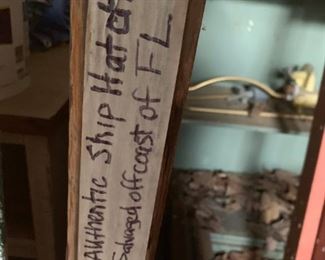 Authentic Ship Hatch
Salvaged off coast of FL